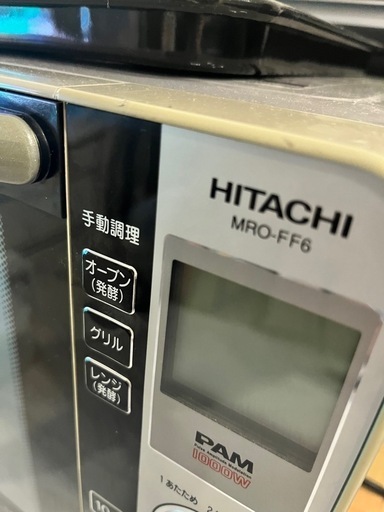 HITACHI
MRO-FF6
手動調理
オーブン
(発酵)
グリル
レンジ
(発酵)
PAM
1000W
1あたため